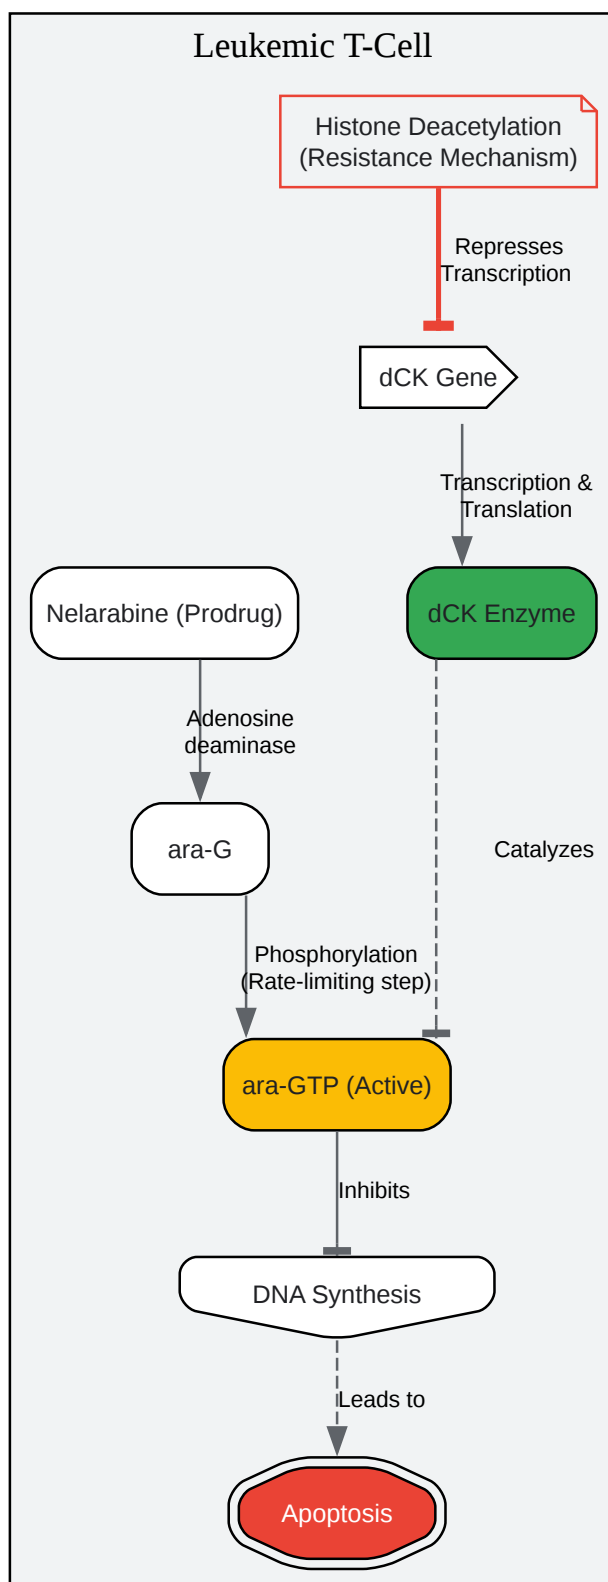 Leukemic T-Cell
Histone Deacetylation
(Resistance Mechanism)
Represses
Transcription
dCK Gene
Transcription &
Translation
Nelarabine (Prodrug)
dCK Enzyme
Adenosine
deaminase
ara-G
Catalyzes
Phosphorylation
(Rate-limiting step)
ara-GTP (Active)
Inhibits
DNA Synthesis
Leads to
Apoptosis